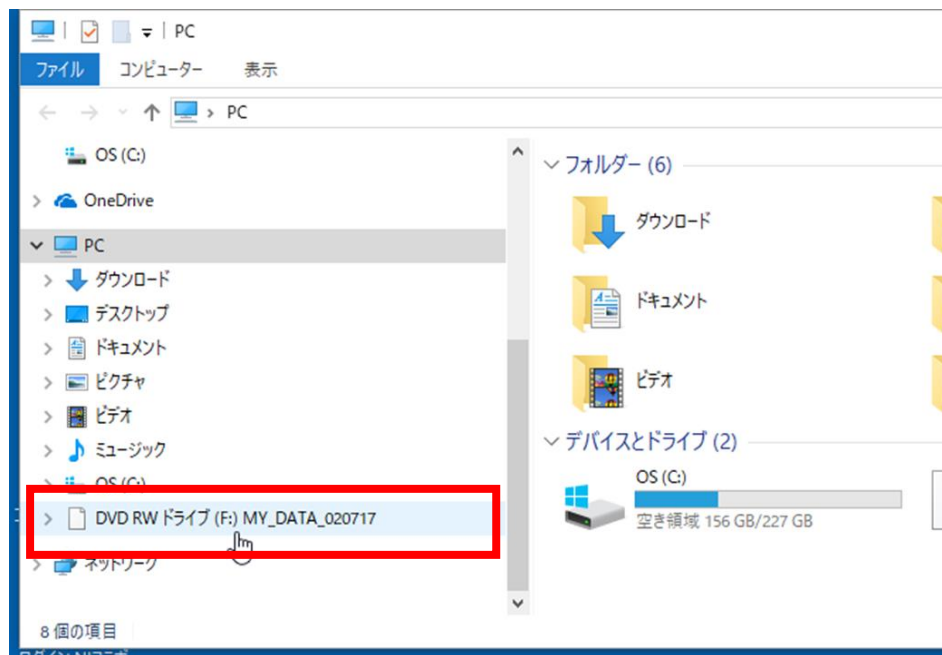 PC
ファイル
コンピューター
表示
PC
OS (C:)
OneDrive
PC
ダウンロード
デスクトップ
ドキュメント
ピクチャ
ビデオ
ミュージック
OS (C:)
DVD RW ドライブ (F:) MY_DATA_020717
ネットワーク
8 個の項目
フォルダー (6)
ダウンロード
ドキュメント
ビデオ
デバイスとドライブ (2)
OS (C:)
空き領域 156 GB/227 GB